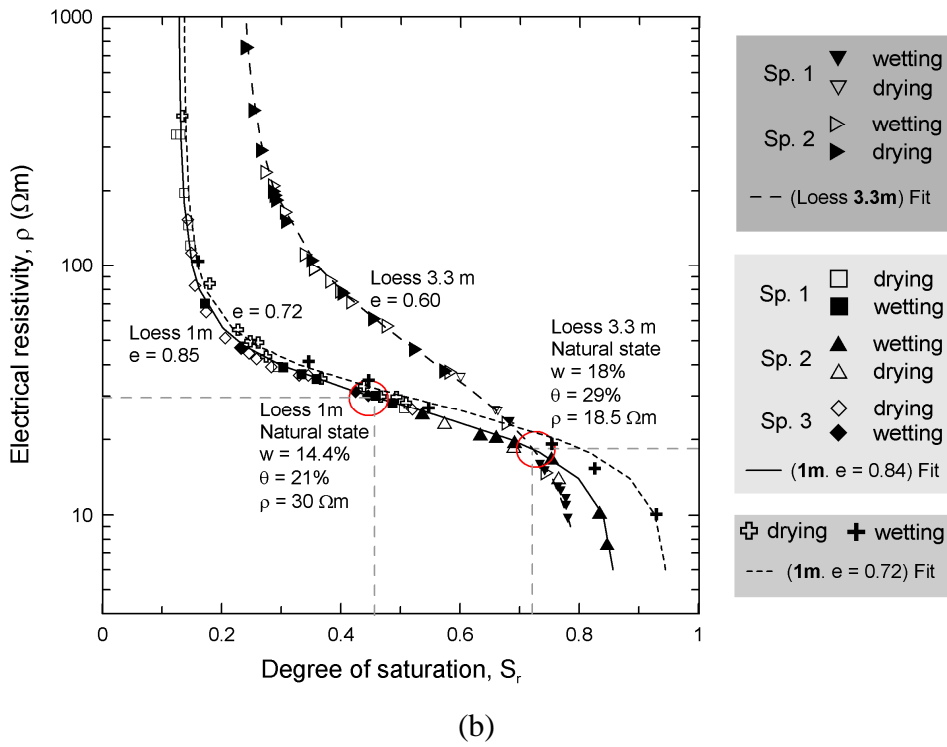 1000
100
10
Electrical resistivity, ρ (Ωm)
0
0.2
0.4
0.6
0.8
1
Degree of saturation, Sr
Loess 1m
e = 0.85
e = 0.72
Loess 3.3 m
e = 0.60
Loess 1m
Natural state
w = 14.4%
θ = 21%
ρ = 30 Ωm
Loess 3.3 m
Natural state
w = 18%
θ = 29%
ρ = 18.5 Ωm
Sp. 1
wetting
drying
Sp. 2
wetting
drying
(Loess 3.3m) Fit
Sp. 1
drying
wetting
Sp. 2
wetting
drying
Sp. 3
drying
wetting
(1m. e = 0.84) Fit
drying wetting
(1m. e = 0.72) Fit
(b)